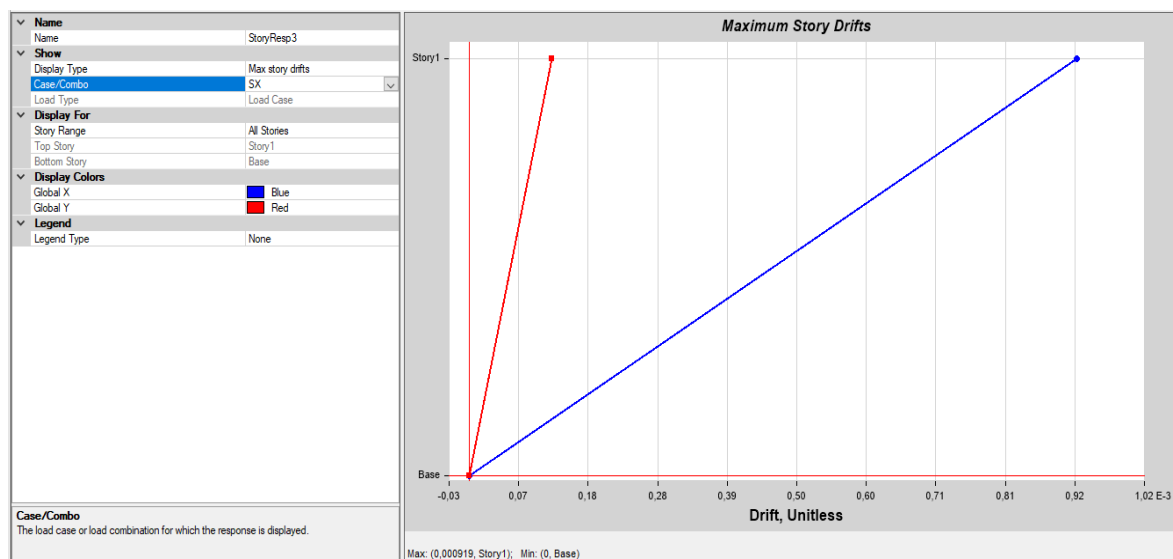 Name
Name StoryResp3
Show
Display Type Max story drifts
Case/Combo SX
Load Type Load Case
Display For
Story Range All Stories
Top Story Story1
Bottom Story Base
Display Colors
Global X Blue
Global Y Red
Legend
Legend Type None
Case/Combo
The load case or load combination for which the response is displayed.
Maximum Story Drifts
Story1
Base
-0,03 0,07 0,18 0,28 0,39 0,50 0,60 0,71 0,81 0,92 1,02 E-3
Drift, Unitless
Max: (0,000919, Story1); Min: (0, Base)